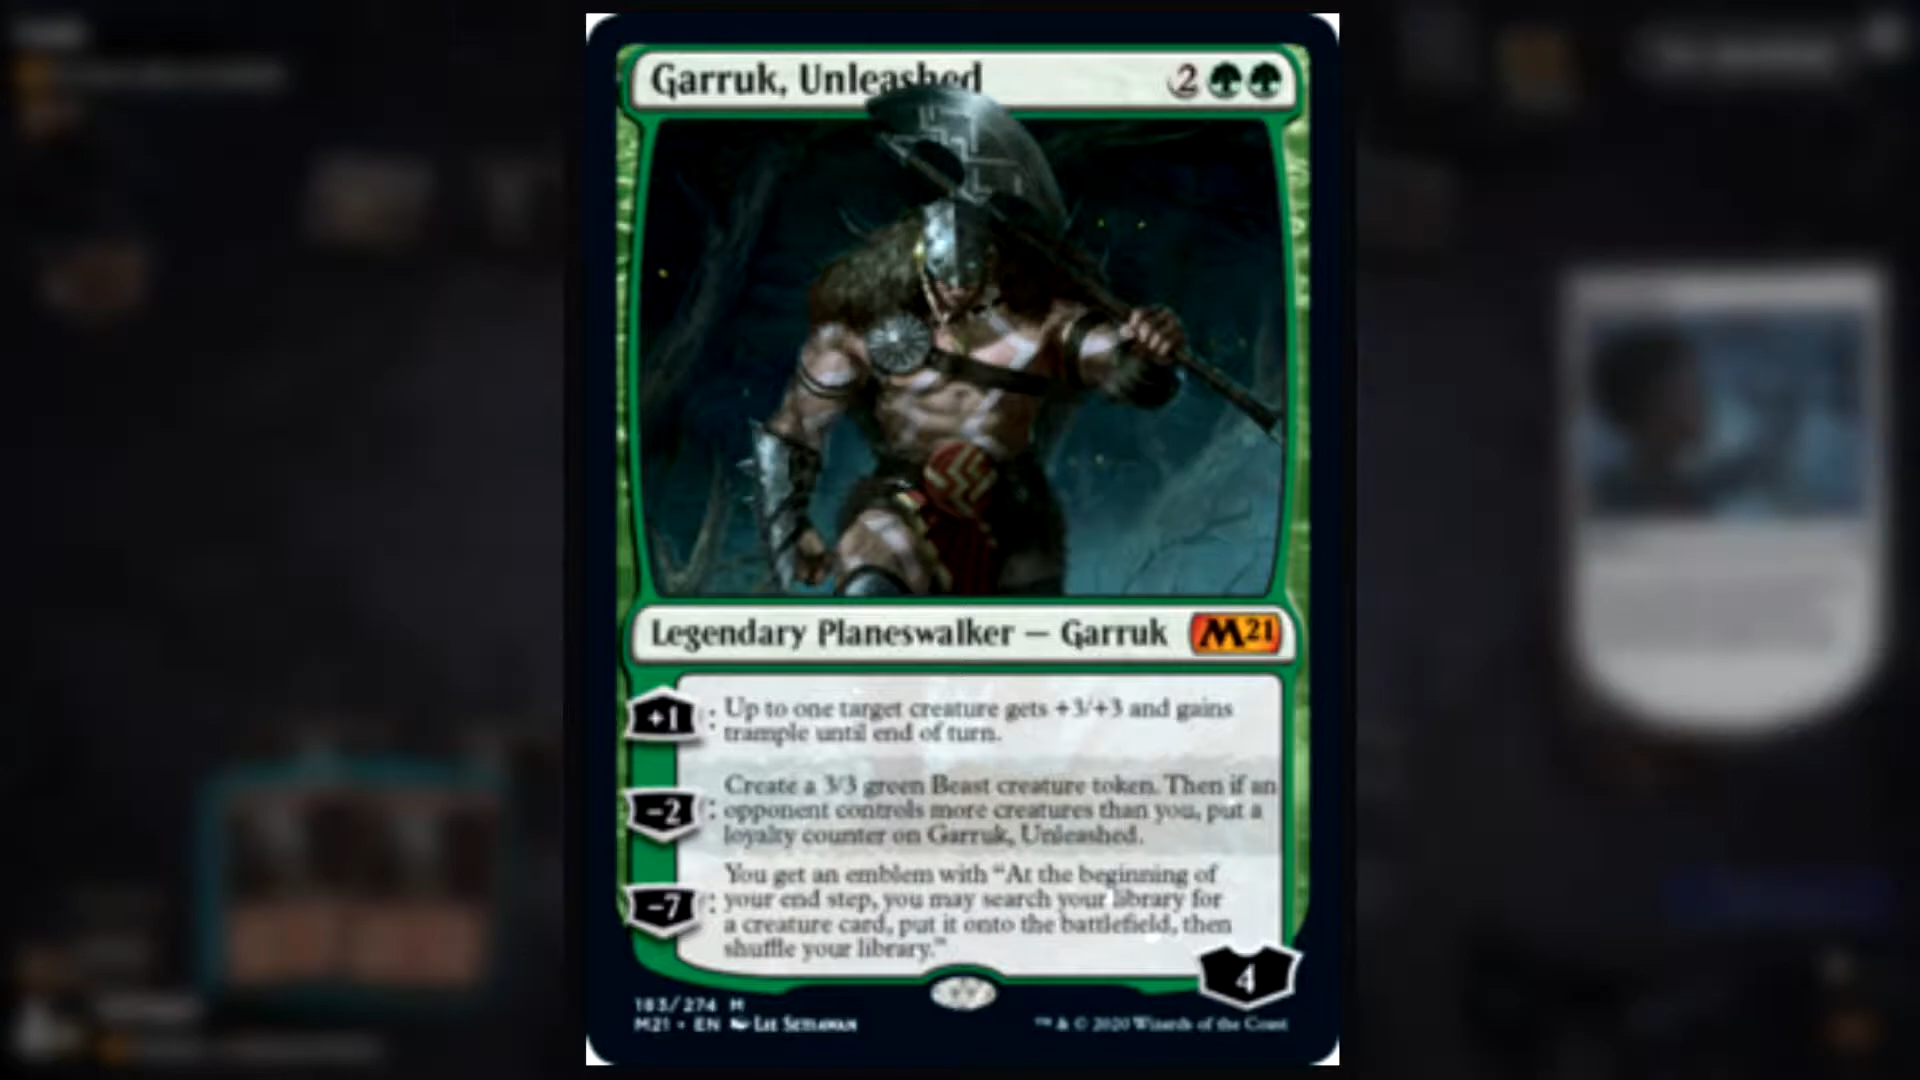 Garruk, Unleashed 2
Legendary Planeswalker — Garruk M21
+1 : Up to one target creature gets +3/+3 and gains
trample until end of turn.
-2 : Create a 3/3 green Beast creature token. Then if an
opponent controls more creatures than you, put a
loyalty counter on Garruk, Unleashed.
-7 : You get an emblem with “At the beginning of
your end step, you may search your library for
a creature card, put it onto the battlefield, then
shuffle your library.”
4
183/274 M
M21 • EN Lie Setiawan
™ & © 2020 Wizards of the Coast